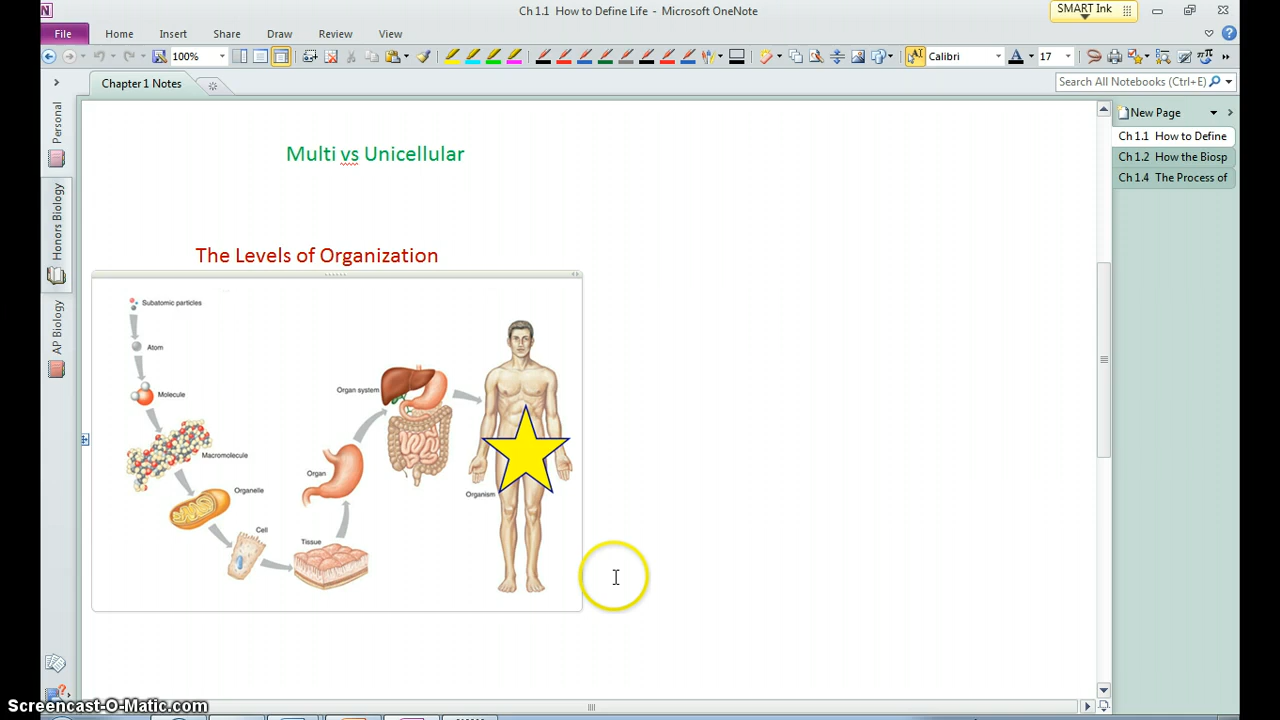 Ch 1.1 How to Define Life - Microsoft OneNote
SMART Ink
File Home Insert Share Draw Review View
100%
Calibri
17
Chapter 1 Notes
Search All Notebooks (Ctrl+E)
New Page
Ch 1.1 How to Define
Ch 1.2 How the Biosp
Ch 1.4 The Process of
Personal
Honors Biology
AP Biology
Multi vs Unicellular
The Levels of Organization
Subatomic particles
Atom
Molecule
Macromolecule
Organelle
Cell
Tissue
Organ
Organ system
Organism
Screencast-O-Matic.com